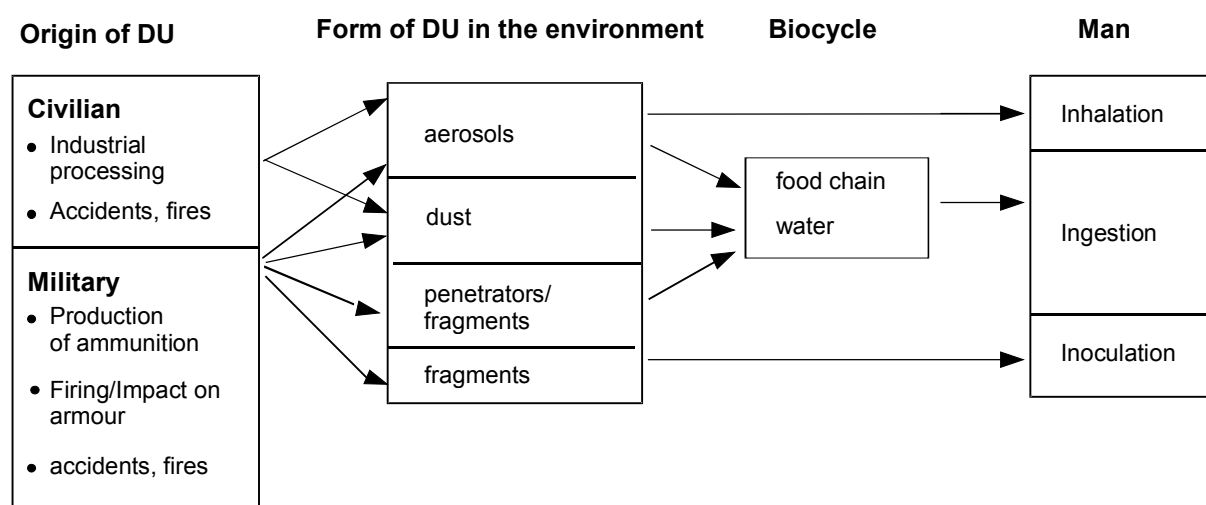 Origin of DU
Form of DU in the environment
Biocycle
Man
Civilian
• Industrial
processing
• Accidents, fires
Military
• Production
of ammunition
• Firing/Impact on
armour
• accidents, fires
aerosols
dust
penetrators/
fragments
fragments
food chain
water
Inhalation
Ingestion
Inoculation